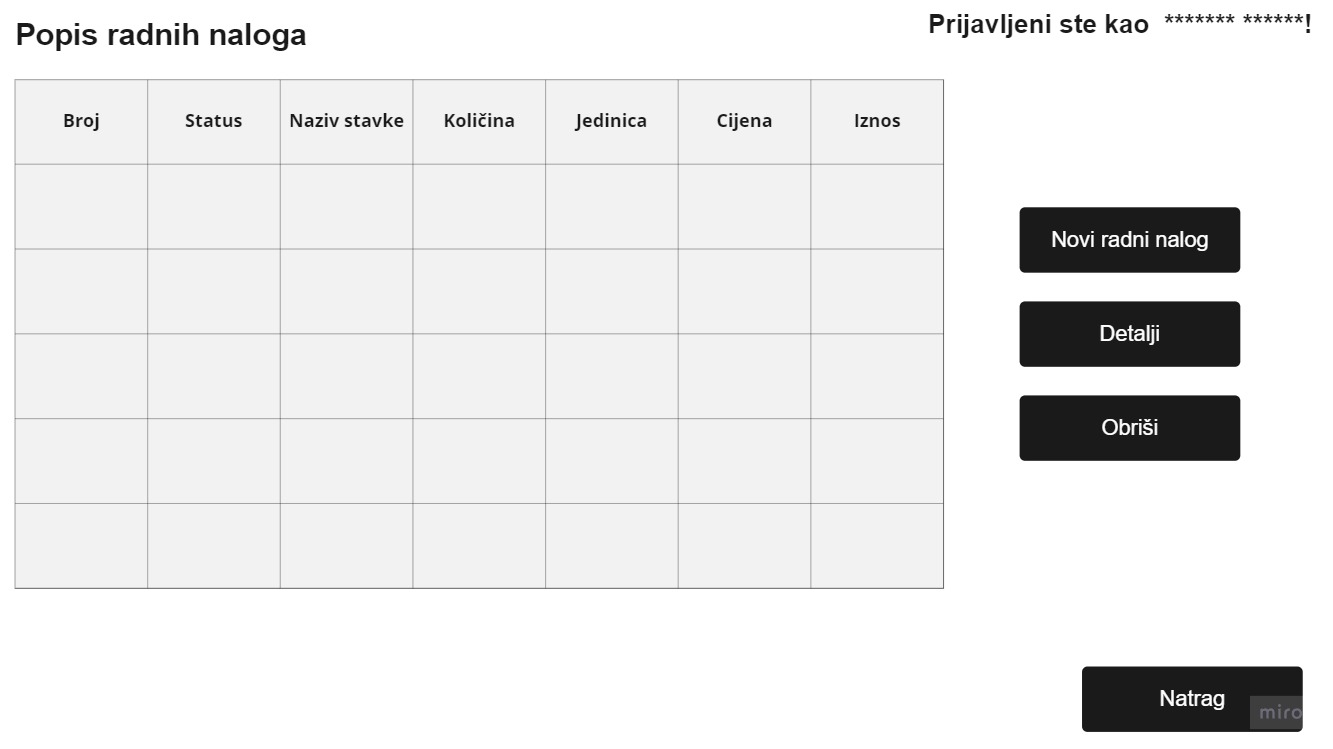 Popis radnih naloga
Prijavljeni ste kao ******* ******!
Broj Status Naziv stavke Količina Jedinica Cijena Iznos
Novi radni nalog
Detalji
Obriši
Natrag
miro